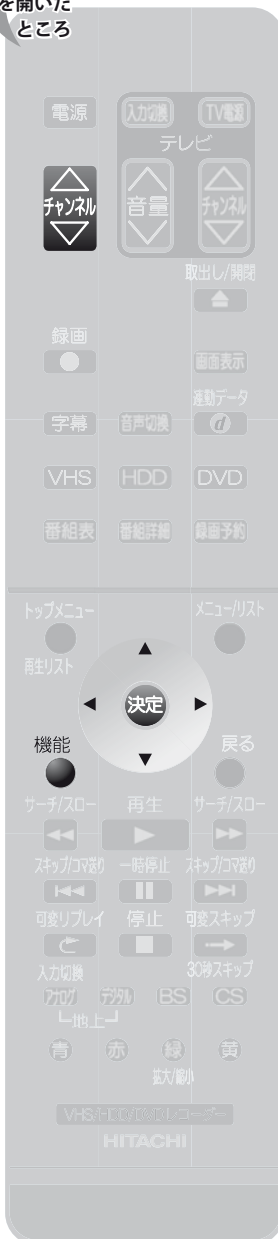 を開いた
ところ
電源 入力切換 TV電源
テレビ
チャンネル 音量 チャンネル
取出し/開閉
録画 画面表示
連動データ
字幕 音声切換 d
VHS HDD DVD
番組表 番組詳細 録画予約
トップメニュー メニュー/リスト
再生リスト
決定
機能 戻る
サーチ/スロー 再生 サーチ/スロー
スキップ/コマ送り 一時停止 スキップ/コマ送り
可変リプレイ 停止 可変スキップ
入力切換 30秒スキップ
アナログ デジタル BS CS
地上
青 赤 緑 黄
拡大/縮小
VHS/HDD/DVDレコーダー
HITACHI